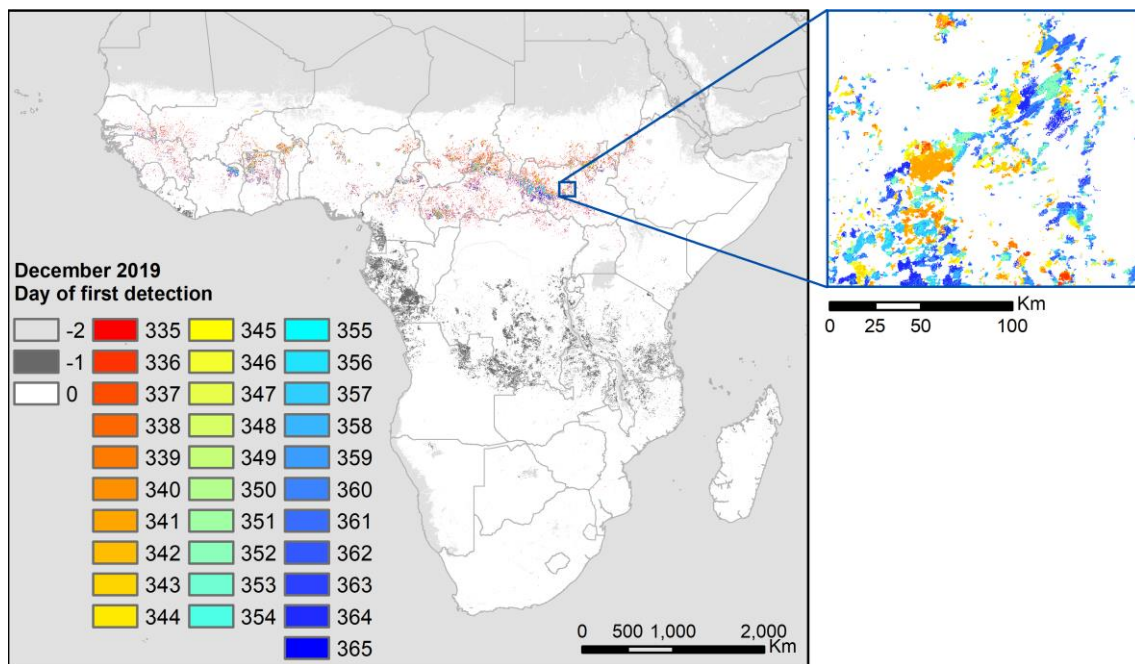 December 2019
Day of first detection
-2 335 345 355
-1 336 346 356
0 337 347 357
338 348 358
339 349 359
340 350 360
341 351 361
342 352 362
343 353 363
344 354 364
365
0 500 1,000 2,000
Km
Km
0 25 50 100